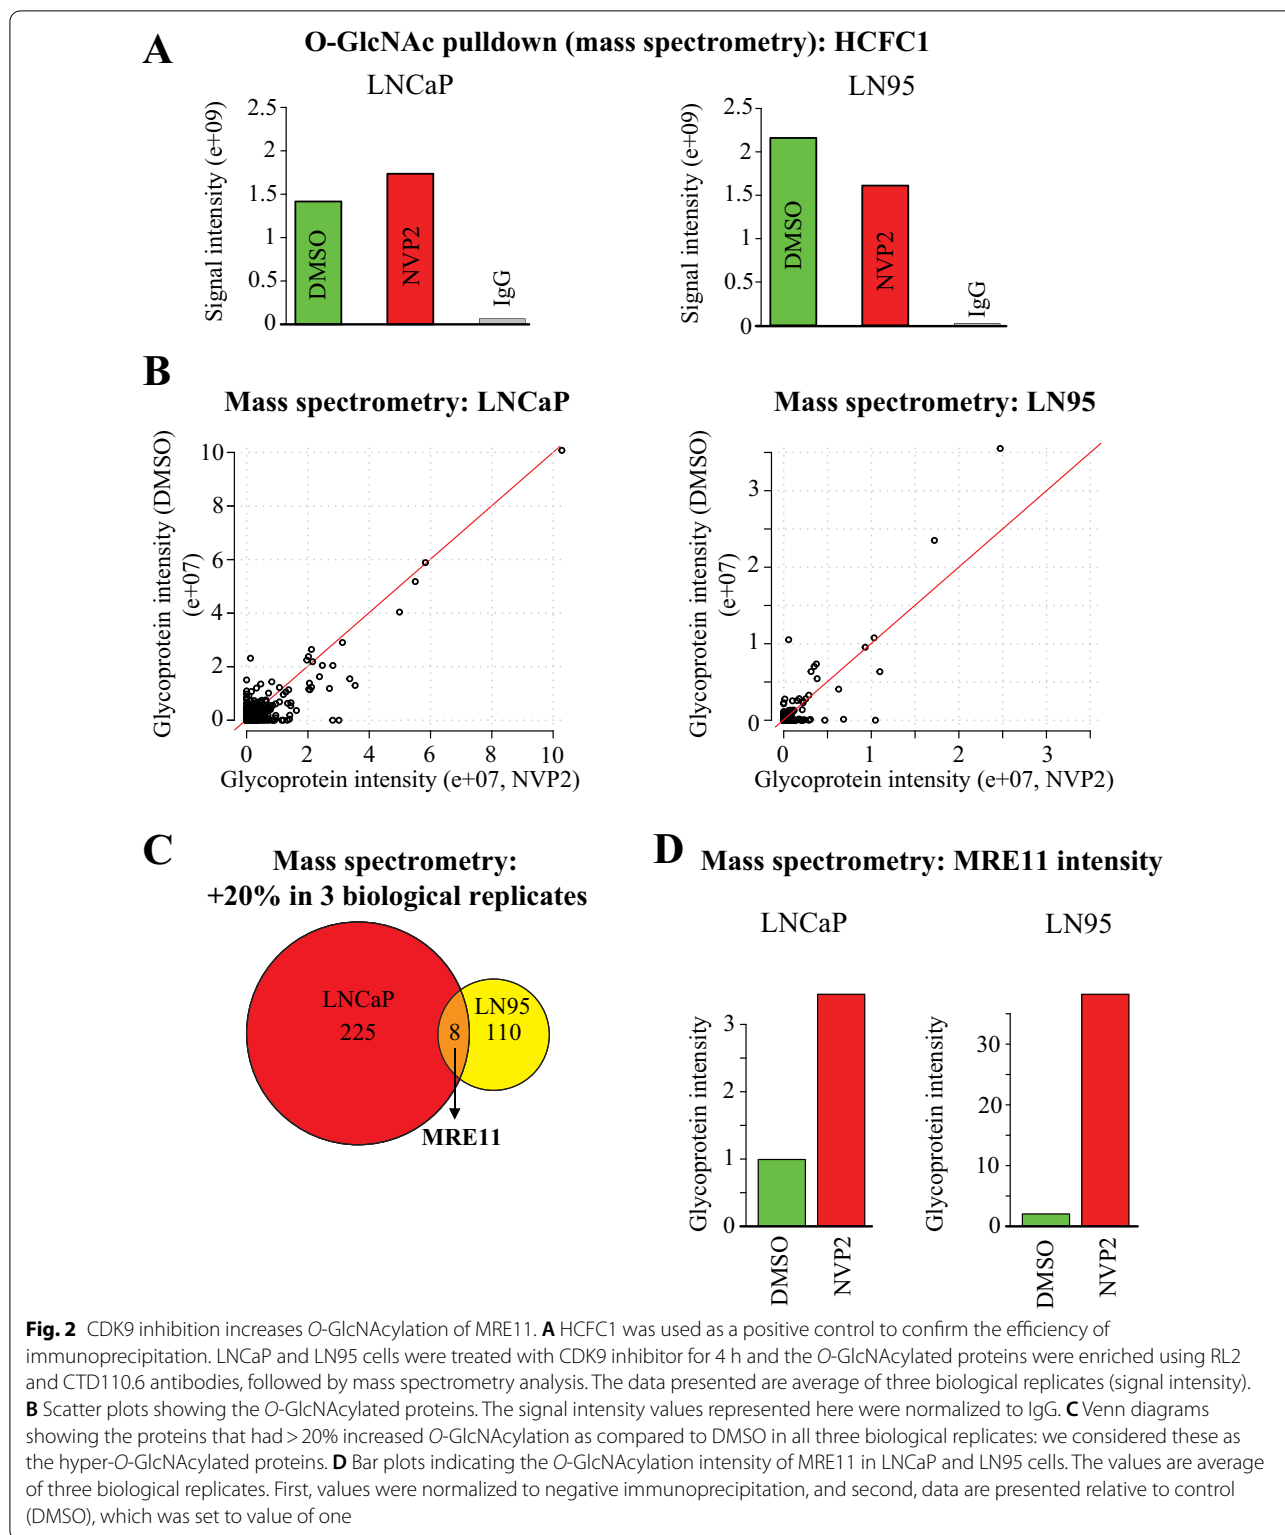 A
O-GlcNAc pulldown (mass spectrometry): HCFC1
LNCaP
LN95
Signal intensity (e+09)
2.5
2
1.5
1
0.5
0
DMSO
NVP2
IgG
Signal intensity (e+09)
2.5
2
1.5
1
0.5
0
DMSO
NVP2
IgG
B
Mass spectrometry: LNCaP
Mass spectrometry: LN95
Glycoprotein intensity (DMSO)
(e+07)
10
8
6
4
2
0
0 2 4 6 8 10
Glycoprotein intensity (e+07, NVP2)
Glycoprotein intensity (DMSO)
(e+07)
3
2
1
0
0 1 2 3
Glycoprotein intensity (e+07, NVP2)
C
Mass spectrometry:
+20% in 3 biological replicates
LNCaP
225
8
LN95
110
MRE11
D
Mass spectrometry: MRE11 intensity
LNCaP
LN95
Glycoprotein intensity
3
2
1
0
DMSO
NVP2
Glycoprotein intensity
30
20
10
0
DMSO
NVP2
Fig. 2 CDK9 inhibition increases O-GlcNAcylation of MRE11. A HCFC1 was used as a positive control to confirm the efficiency of
immunoprecipitation. LNCaP and LN95 cells were treated with CDK9 inhibitor for 4 h and the O-GlcNAcylated proteins were enriched using RL2
and CTD110.6 antibodies, followed by mass spectrometry analysis. The data presented are average of three biological replicates (signal intensity).
B Scatter plots showing the O-GlcNAcylated proteins. The signal intensity values represented here were normalized to IgG. C Venn diagrams
showing the proteins that had > 20% increased O-GlcNAcylation as compared to DMSO in all three biological replicates: we considered these as
the hyper-O-GlcNAcylated proteins. D Bar plots indicating the O-GlcNAcylation intensity of MRE11 in LNCaP and LN95 cells. The values are average
of three biological replicates. First, values were normalized to negative immunoprecipitation, and second, data are presented relative to control
(DMSO), which was set to value of one